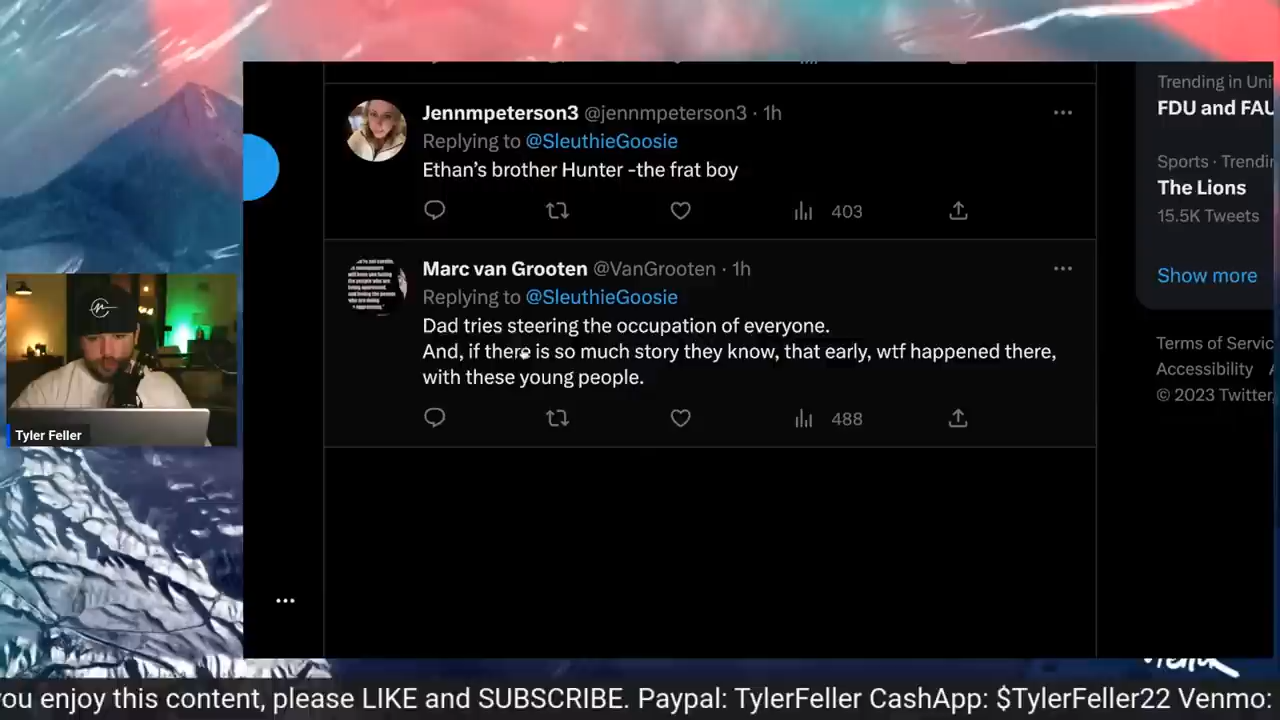 Jennmpeterson3 @jennmpeterson3 · 1h
Replying to @SleuthieGoosie
Ethan's brother Hunter -the frat boy
403
Marc van Grooten @VanGrooten · 1h
Replying to @SleuthieGoosie
Dad tries steering the occupation of everyone.
And, if there is so much story they know, that early, wtf happened there,
with these young people.
488
Trending in Uni
FDU and FAU
Sports · Trendin
The Lions
15.5K Tweets
Show more
Terms of Servic
Accessibility
© 2023 Twitter,
Tyler Feller
you enjoy this content, please LIKE and SUBSCRIBE. Paypal: TylerFeller CashApp: $TylerFeller22 Venmo: